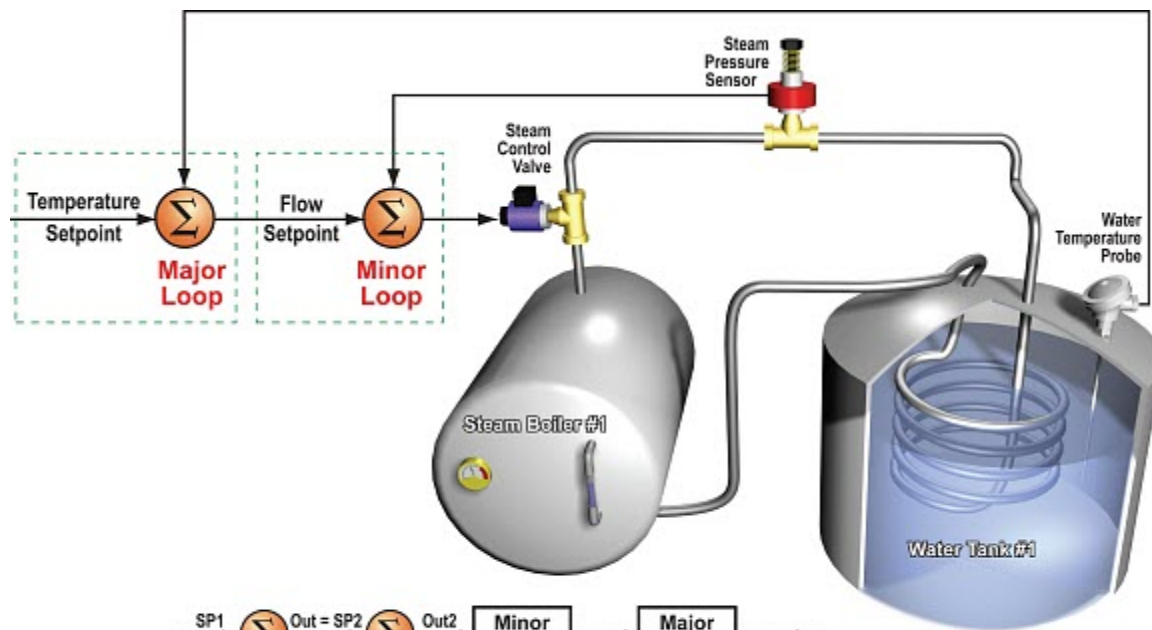 Steam
Pressure
Sensor
Steam
Control
Valve
Temperature
Setpoint
Flow
Setpoint
Major
Loop
Minor
Loop
Water
Temperature
Probe
Steam Boiler #1
Water Tank #1
SP1
Out = SP2
Out2
Minor
Major
Σ
Σ
Σ
Σ